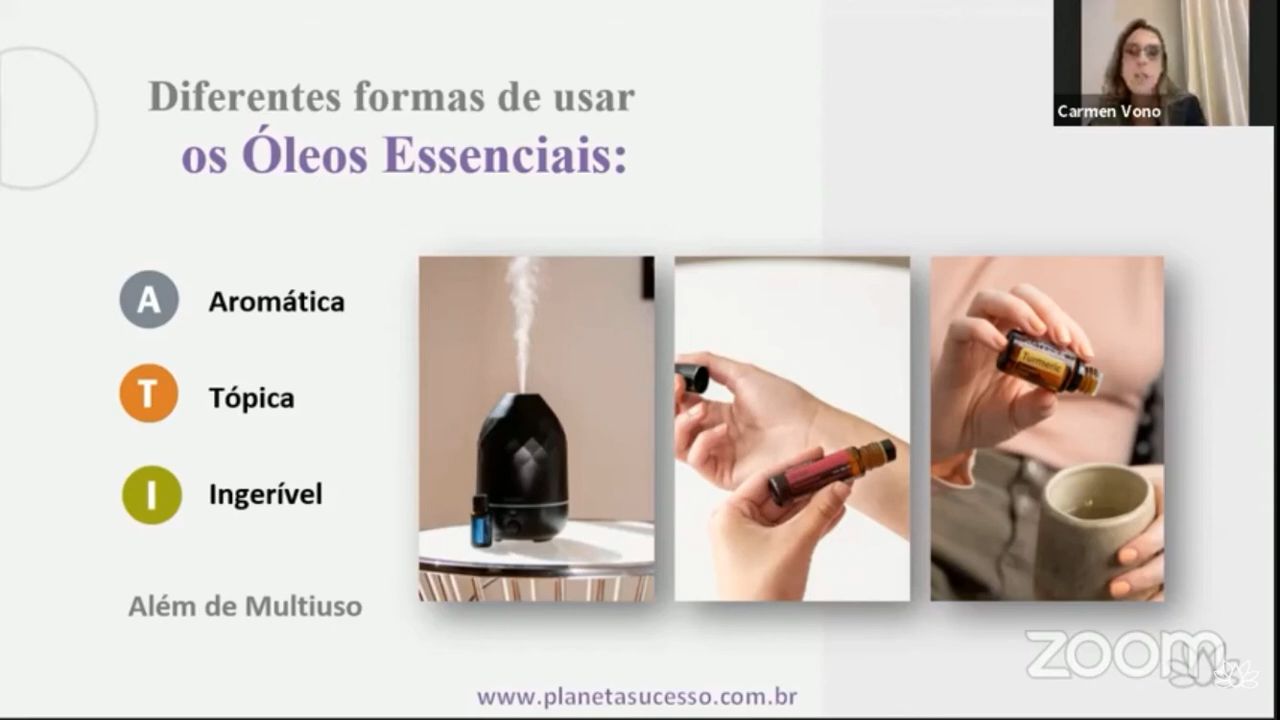 Diferentes formas de usar
os Óleos Essenciais:
Carmen Vono
A Aromática
T Tópica
I Ingerível
Turmeric
Além de Multiuso
zoom
www.planetasucesso.com.br